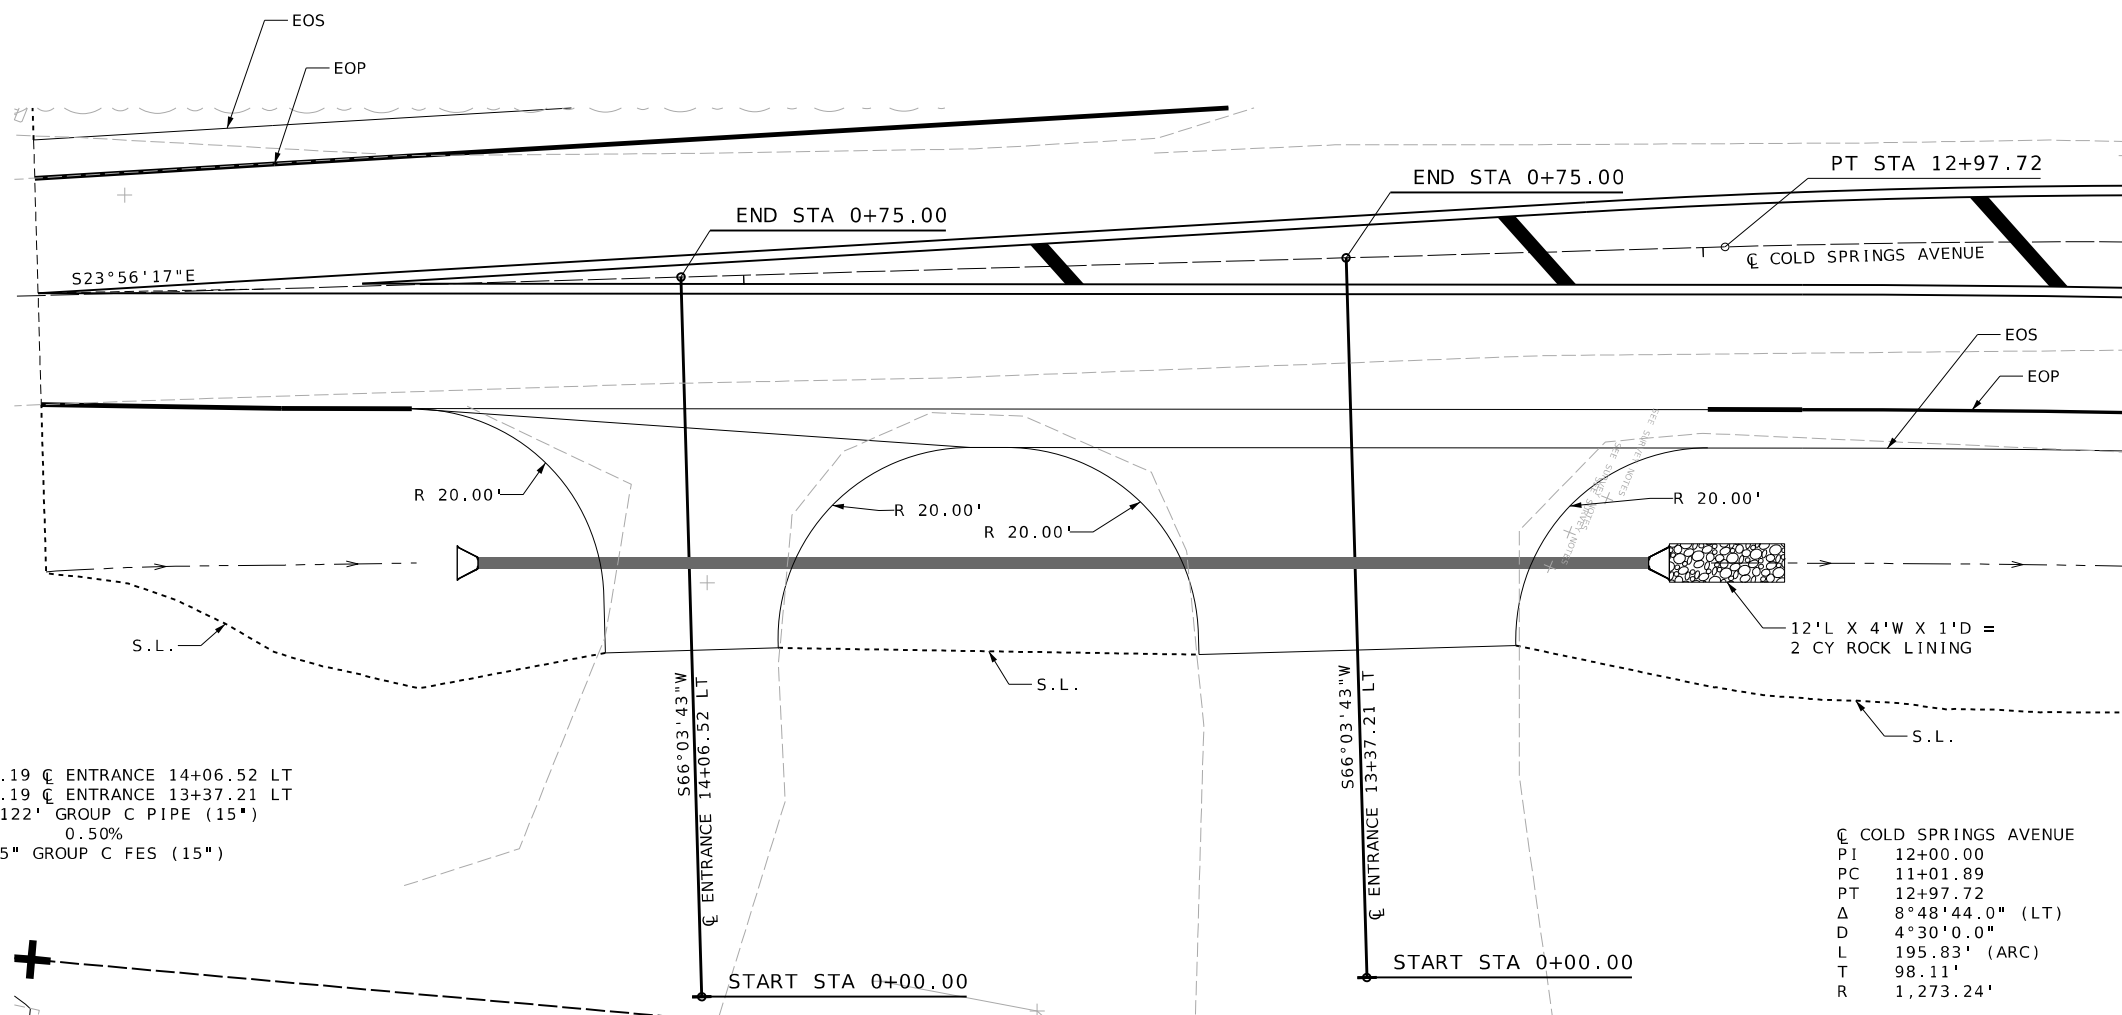 EOS
EOP
PT STA 12+97.72
END STA 0+75.00
END STA 0+75.00
S23°56'17"E
℄ COLD SPRINGS AVENUE
EOS
EOP
SEE SURVEY NOTES
SEE SURVEY NOTES
R 20.00'
R 20.00'
R 20.00'
R 20.00'
12'L X 4'W X 1'D =
2 CY ROCK LINING
S.L.
S.L.
S.L.
S66°03'43"W
℄ ENTRANCE 14+06.52 LT
S66°03'43"W
℄ ENTRANCE 13+37.21 LT
.19 ℄ ENTRANCE 14+06.52 LT
.19 ℄ ENTRANCE 13+37.21 LT
122' GROUP C PIPE (15")
0.50%
5" GROUP C FES (15")
℄ COLD SPRINGS AVENUE
PI 12+00.00
PC 11+01.89
PT 12+97.72
Δ 8°48'44.0" (LT)
D 4°30'0.0"
L 195.83' (ARC)
T 98.11'
R 1,273.24'
START STA 0+00.00
START STA 0+00.00